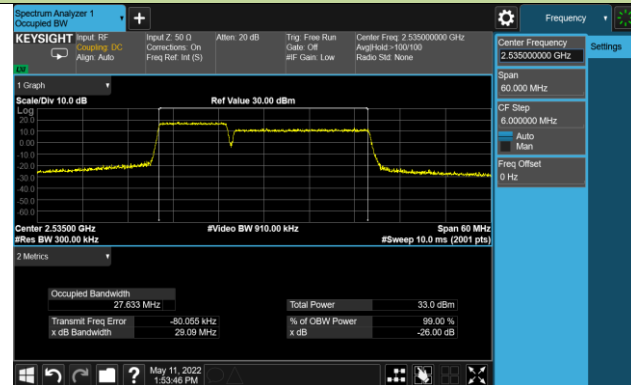 Spectrum Analyzer 1
Occupied BW
Frequency
KEYSIGHT
Input: RF
Coupling: DC
Align: Auto
Input Z: 50 Ω
Corrections: On
Freq Ref: Int (S)
Atten: 20 dB
Trig: Free Run
Gate: Off
#IF Gain: Low
Center Freq: 2.535000000 GHz
Avg|Hold:>100/100
Radio Std: None
LXI
Center Frequency
2.535000000 GHz
Settings
Span
60.000 MHz
CF Step
6.000000 MHz
Auto
Man
Freq Offset
0 Hz
1 Graph
Scale/Div 10.0 dB
Ref Value 30.00 dBm
Log
20.0
10.0
0.00
-10.0
-20.0
-30.0
-40.0
-50.0
-60.0
Center 2.53500 GHz
#Video BW 910.00 kHz
Span 60 MHz
#Res BW 300.00 kHz
#Sweep 10.0 ms (2001 pts)
2 Metrics
Occupied Bandwidth
27.633 MHz
Total Power 33.0 dBm
Transmit Freq Error -80.055 kHz
% of OBW Power 99.00 %
x dB Bandwidth 29.09 MHz
x dB -26.00 dB
May 11, 2022
1:53:46 PM